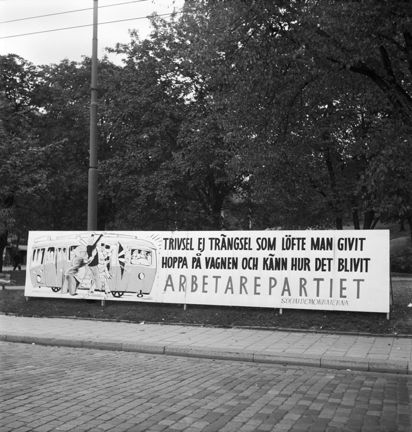 TRIVSEL EJ TRÄNGSEL SOM LÖFTE MAN GIVIT
HOPPA PÅ VAGNEN OCH KÄNN HUR DET BLIVIT
ARBETAREPARTIET
SOCIALDEMOKRATERNA